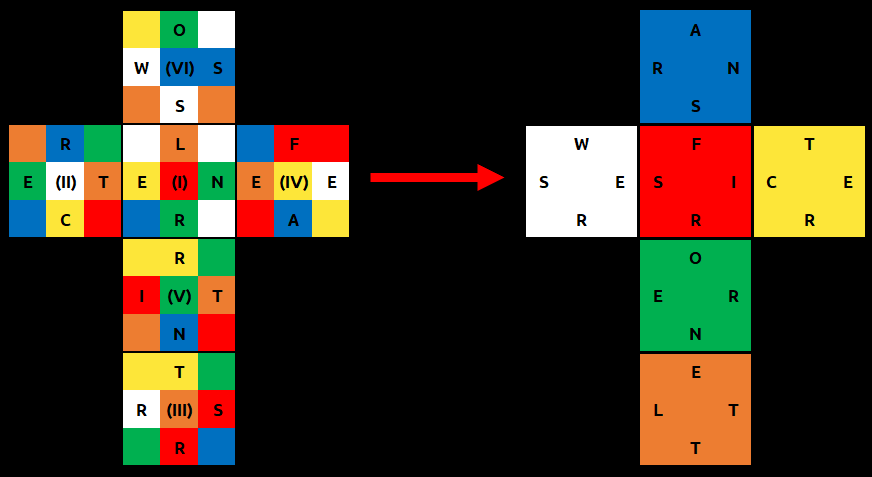 O
W (VI) S
S
R L F
E (II) T E (I) N E (IV) E
C R A
R
I (V) T
N
T
R (III) S
R
A
R N
S
W F T
S E S I C E
R R R
O
E R
N
E
L T
T